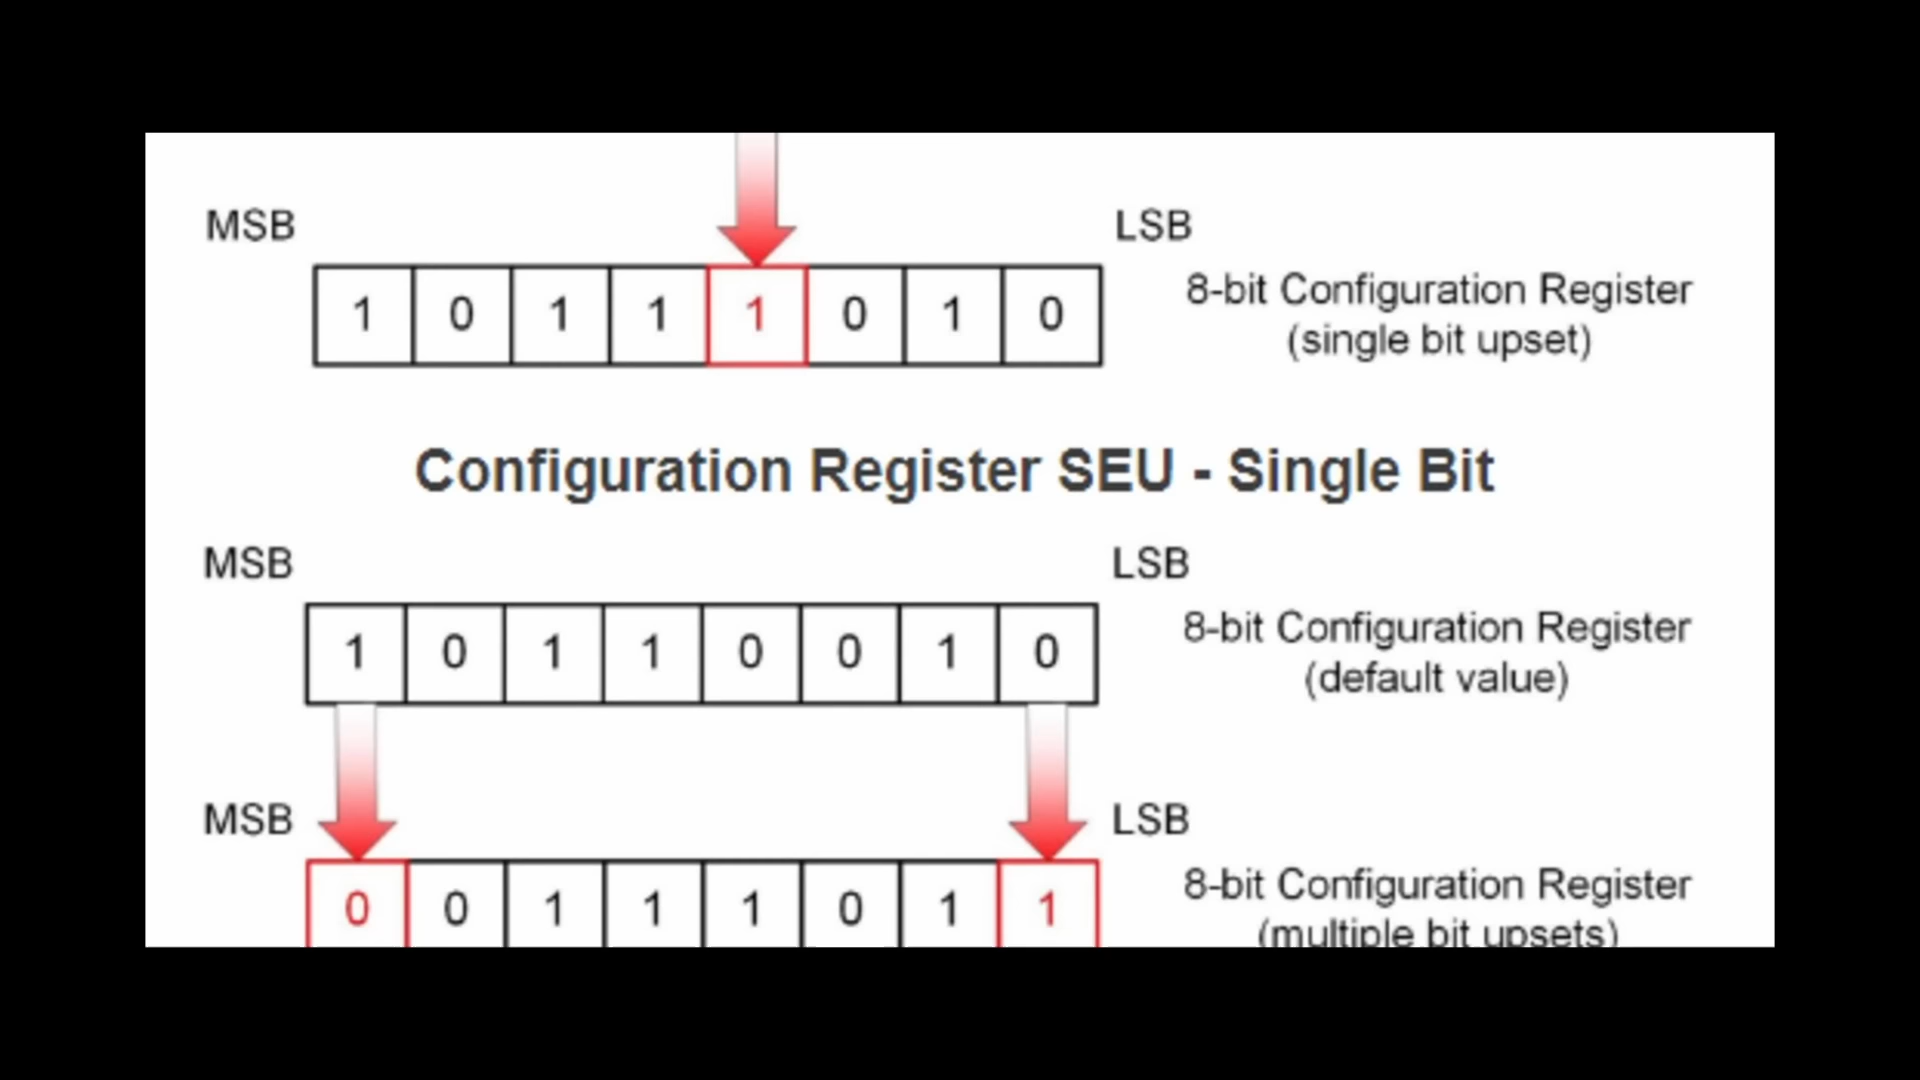 MSB LSB
1 0 1 1 1 0 1 0
8-bit Configuration Register
(single bit upset)
Configuration Register SEU - Single Bit
MSB LSB
1 0 1 1 0 0 1 0
8-bit Configuration Register
(default value)
MSB LSB
0 0 1 1 1 0 1 1
8-bit Configuration Register
(multiple bit upsets)